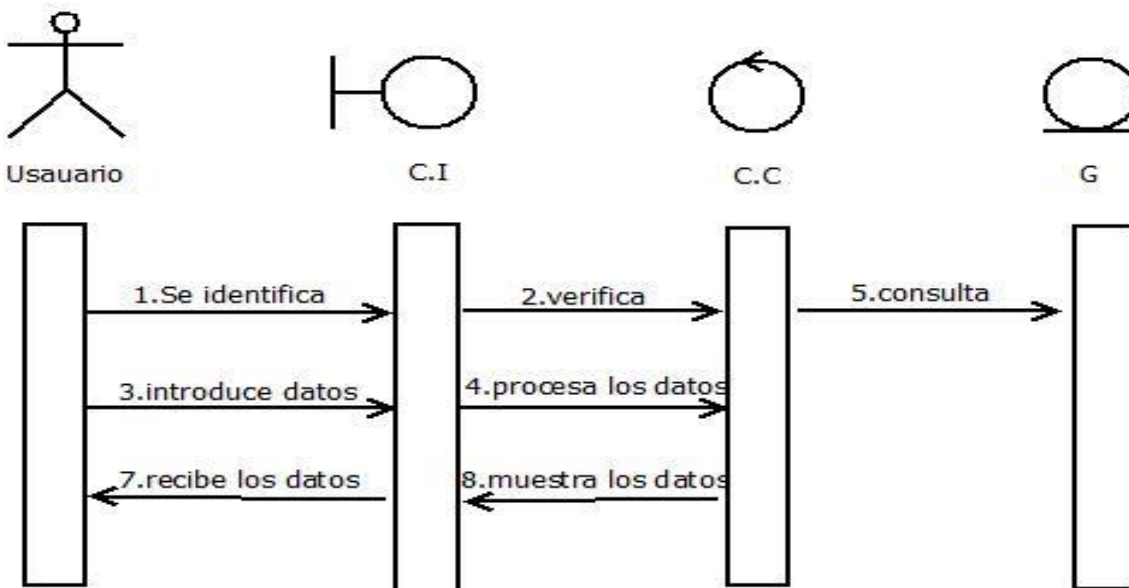 Usauario
C.I
C.C
G
1.Se identifica
2.verifica
5.consulta
3.introduce datos
4.procesa los datos
7.recibe los datos
8.muestra los datos